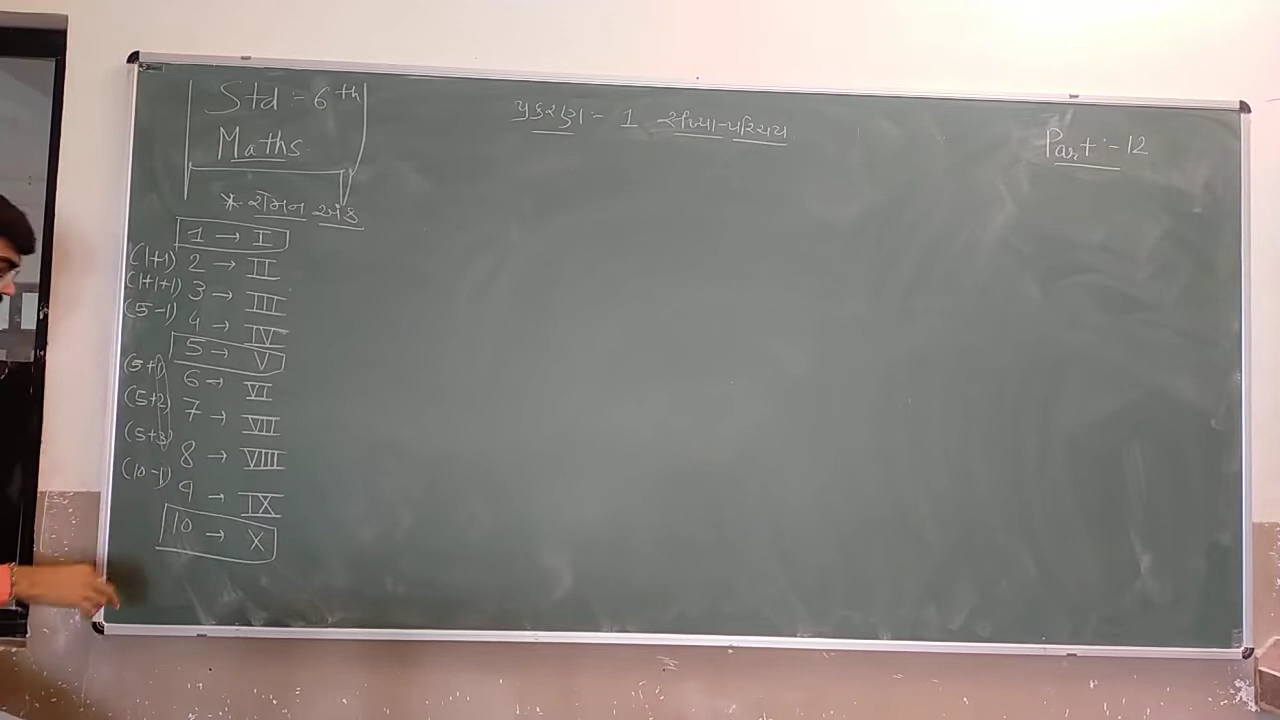 Std - 6th
Maths
પ્રકરણ :- 1 સંખ્યા-પરિચય
Part :- 12
* રોમન અંક
1 → I
(1+1) 2 → II
(1+1+1) 3 → III
(5-1) 4 → IV
5 → V
(5+1) 6 → VI
(5+2) 7 → VII
(5+3) 8 → VIII
(10-1) 9 → IX
10 → X